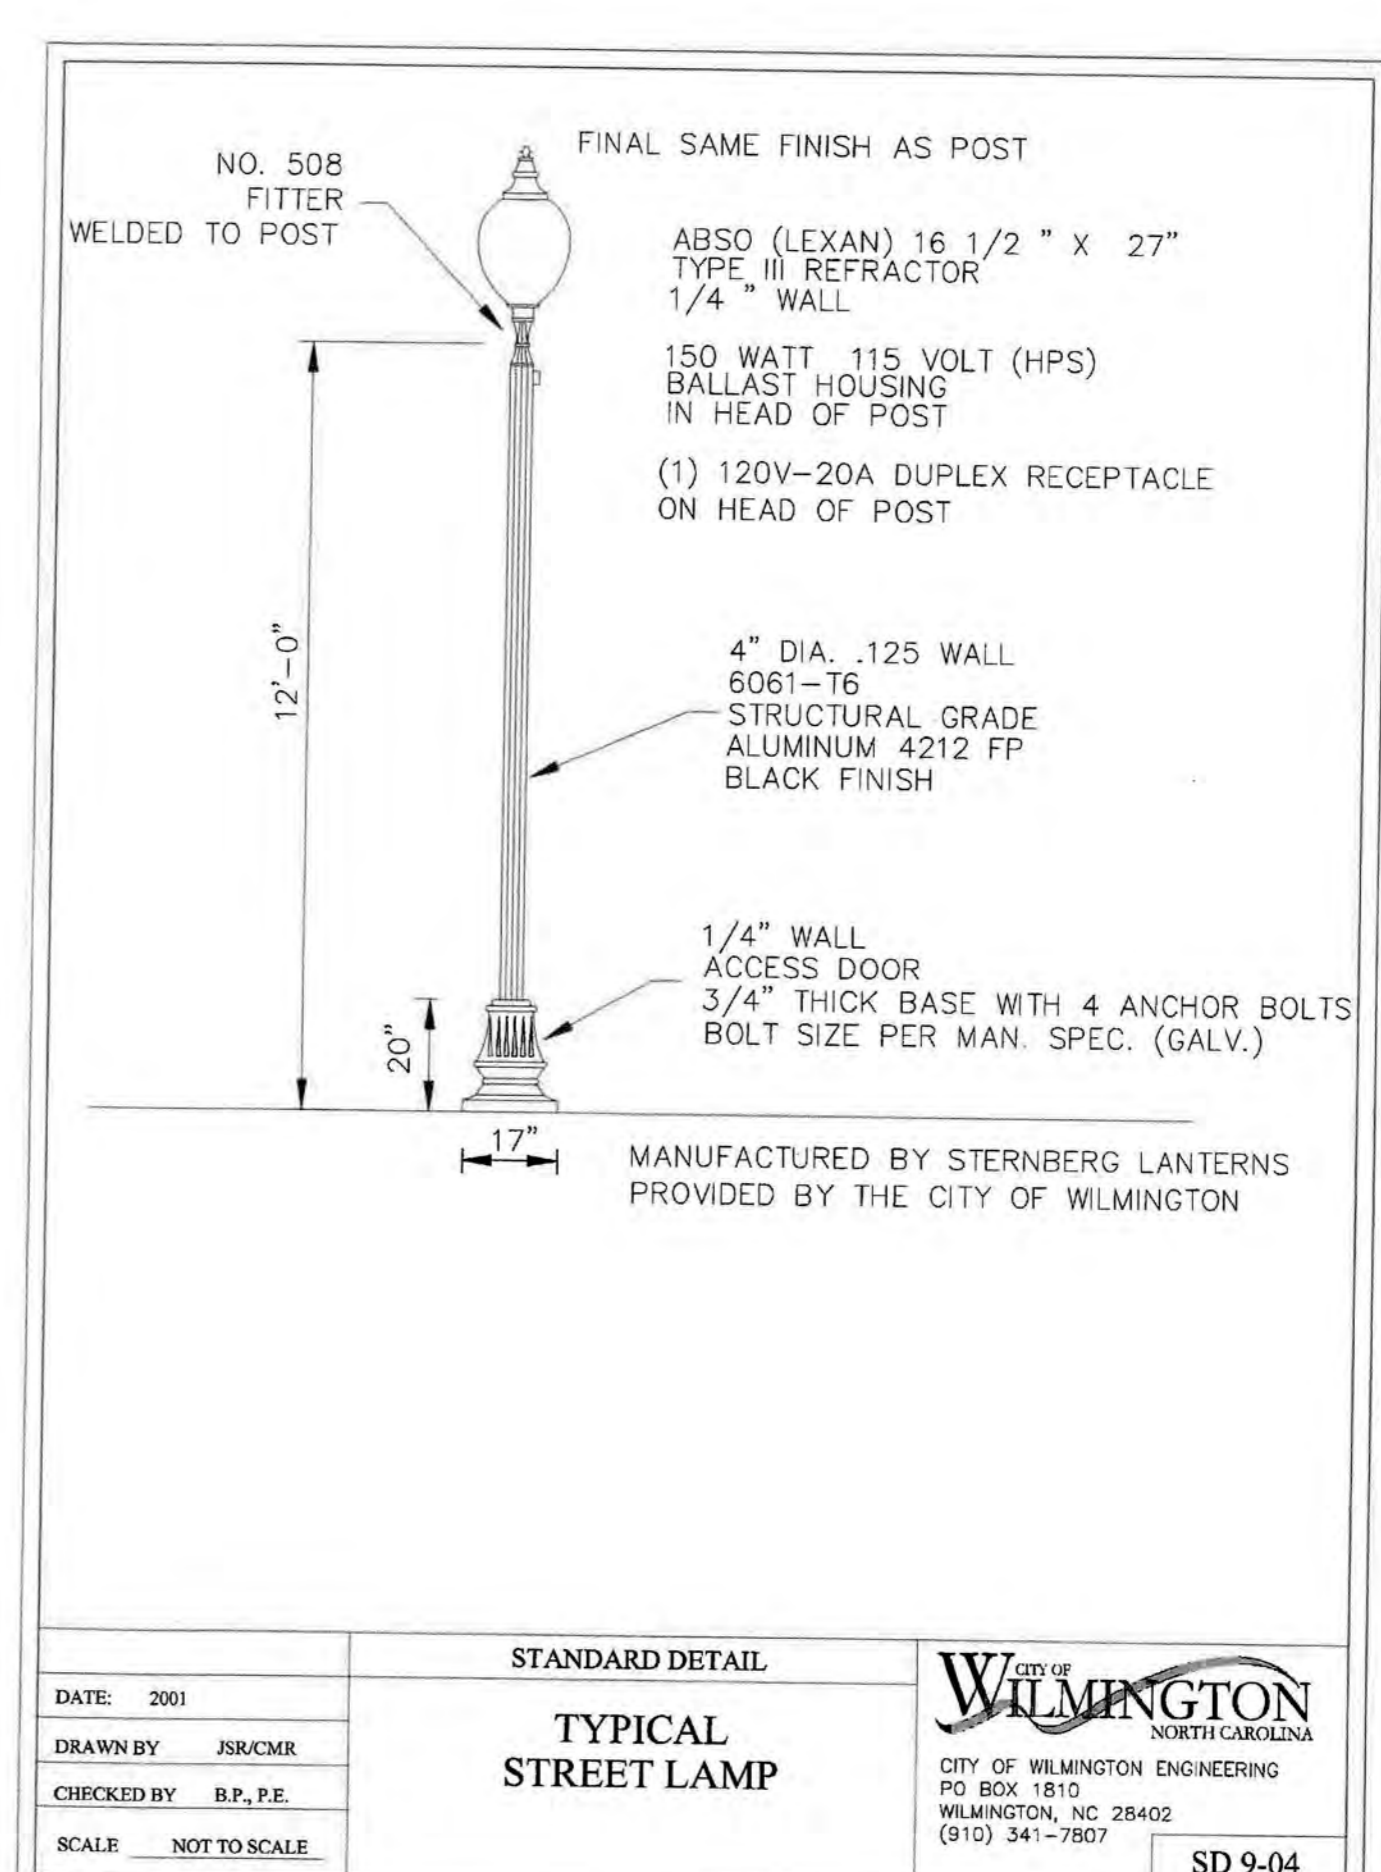 FINAL SAME FINISH AS POST
NO. 508
FITTER
WELDED TO POST
ABSO (LEXAN) 16 1/2 " X 27"
TYPE III REFRACTOR
1/4 " WALL
150 WATT 115 VOLT (HPS)
BALLAST HOUSING
IN HEAD OF POST
(1) 120V-20A DUPLEX RECEPTACLE
ON HEAD OF POST
12'-0"
4" DIA. .125 WALL
6061-T6
STRUCTURAL GRADE
ALUMINUM 4212 FP
BLACK FINISH
1/4" WALL
ACCESS DOOR
3/4" THICK BASE WITH 4 ANCHOR BOLTS
BOLT SIZE PER MAN. SPEC. (GALV.)
20"
17"
MANUFACTURED BY STERNBERG LANTERNS
PROVIDED BY THE CITY OF WILMINGTON
DATE: 2001
DRAWN BY JSR/CMR
CHECKED BY B.P., P.E.
SCALE NOT TO SCALE
STANDARD DETAIL
TYPICAL
STREET LAMP
CITY OF
WILMINGTON
NORTH CAROLINA
CITY OF WILMINGTON ENGINEERING
PO BOX 1810
WILMINGTON, NC 28402
(910) 341-7807
SD 9-04